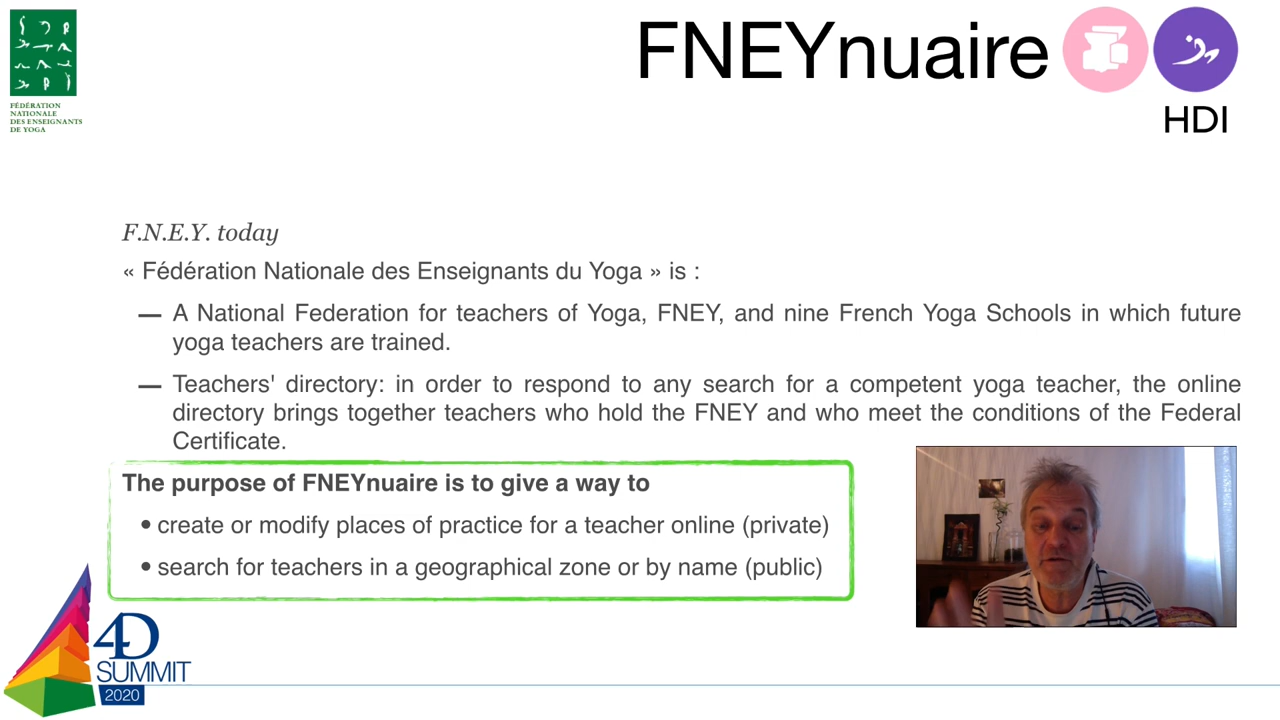 FNEYnuaire
HDI
FÉDÉRATION
NATIONALE
DES ENSEIGNANTS
DE YOGA
F.N.E.Y. today
« Fédération Nationale des Enseignants du Yoga » is :
— A National Federation for teachers of Yoga, FNEY, and nine French Yoga Schools in which future
yoga teachers are trained.
— Teachers' directory: in order to respond to any search for a competent yoga teacher, the online
directory brings together teachers who hold the FNEY and who meet the conditions of the Federal
Certificate.
The purpose of FNEYnuaire is to give a way to
• create or modify places of practice for a teacher online (private)
• search for teachers in a geographical zone or by name (public)
4D
SUMMIT
2020